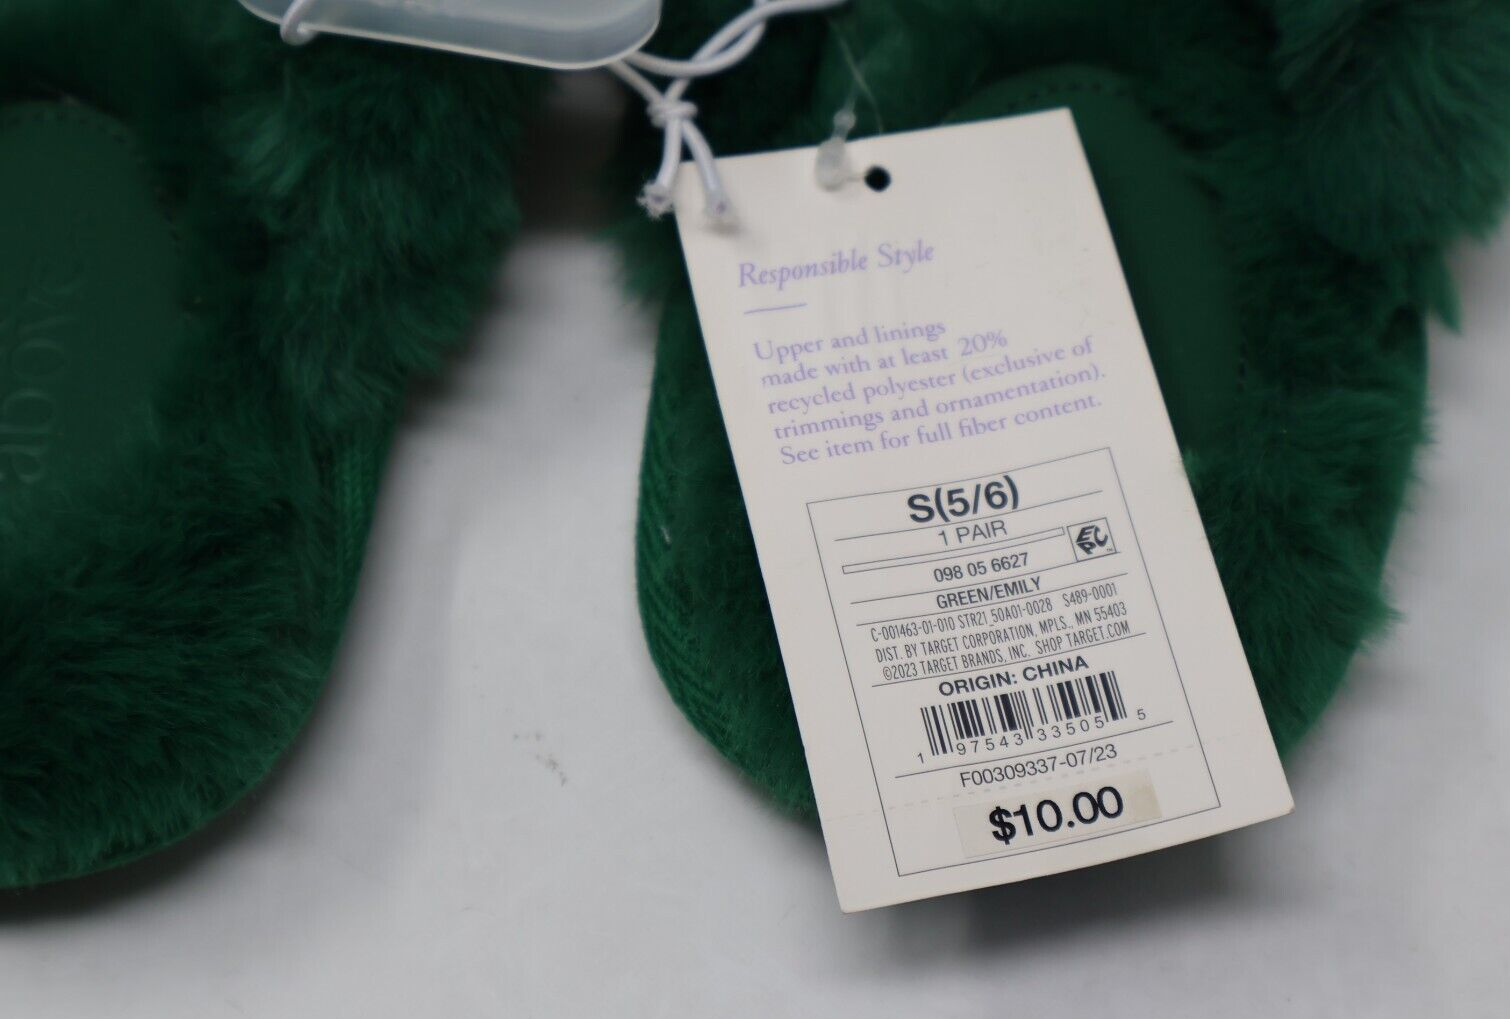 Responsible Style
Upper and linings
made with at least 20%
recycled polyester (exclusive of
trimmings and ornamentation).
See item for full fiber content.
S(5/6)
1 PAIR
EPC™
098 05 6627
GREEN/EMILY
C-001463-01-010 STR21_50A01-0028 S489-0001
DIST. BY TARGET CORPORATION, MPLS., MN 55403
©2023 TARGET BRANDS, INC. SHOP TARGET.COM
ORIGIN: CHINA
1 97543 33505 5
F00309337-07/23
$10.00